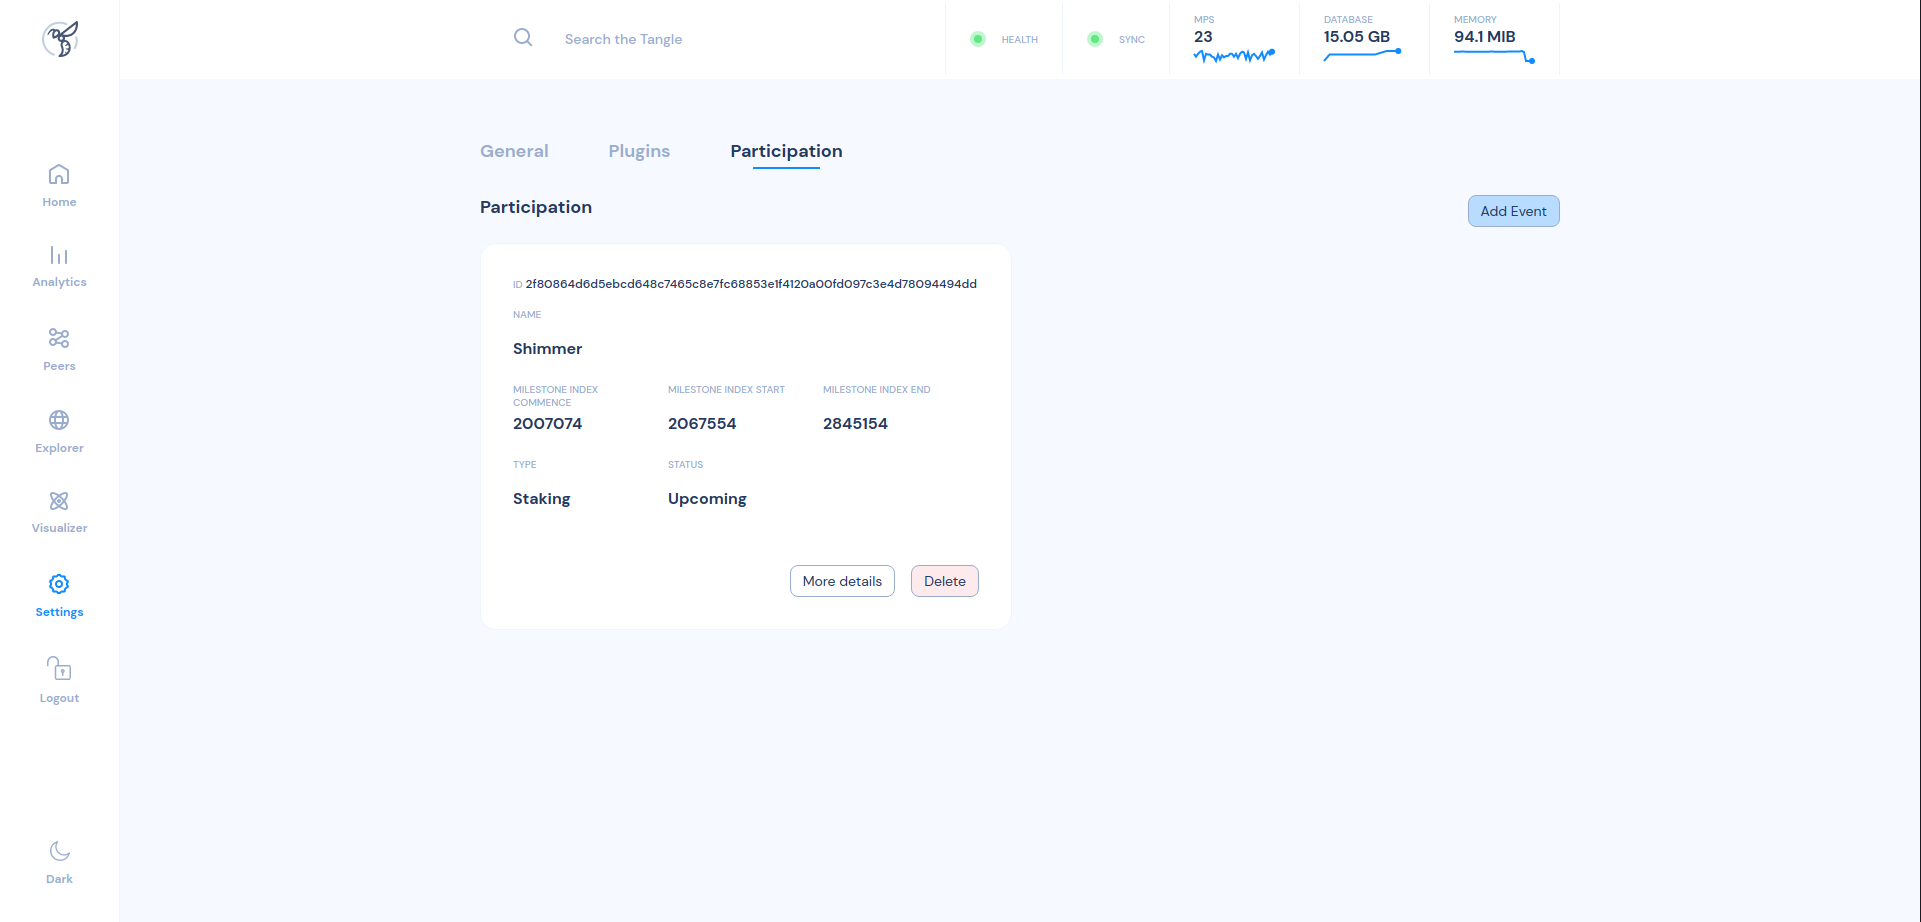 Search the Tangle
HEALTH
SYNC
MPS
23
DATABASE
15.05 GB
MEMORY
94.1 MIB
Home
Analytics
Peers
Explorer
Visualizer
Settings
Logout
Dark
General Plugins Participation
Participation
Add Event
ID 2f80864d6d5ebcd648c7465c8e7fc68853e1f4120a00fd097c3e4d78094494dd
NAME
Shimmer
MILESTONE INDEX COMMENCE
2007074
MILESTONE INDEX START
2067554
MILESTONE INDEX END
2845154
TYPE
Staking
STATUS
Upcoming
More details
Delete